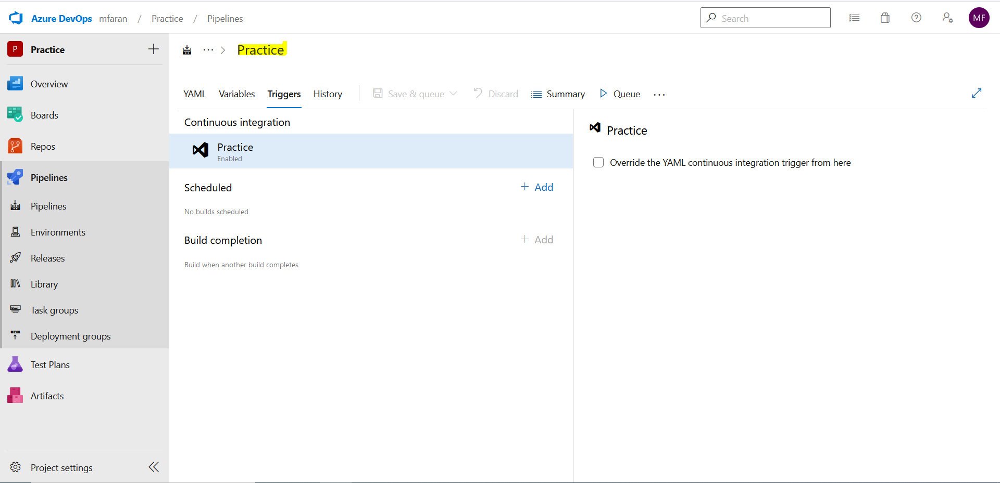 Azure DevOps mfaran / Practice / Pipelines
Search
MF
P Practice
Overview
Boards
Repos
Pipelines
Pipelines
Environments
Releases
Library
Task groups
Deployment groups
Test Plans
Artifacts
Project settings
... > Practice
YAML Variables Triggers History Save & queue Discard Summary Queue ...
Continuous integration
Practice
Enabled
Scheduled + Add
No builds scheduled
Build completion + Add
Build when another build completes
Practice
Override the YAML continuous integration trigger from here